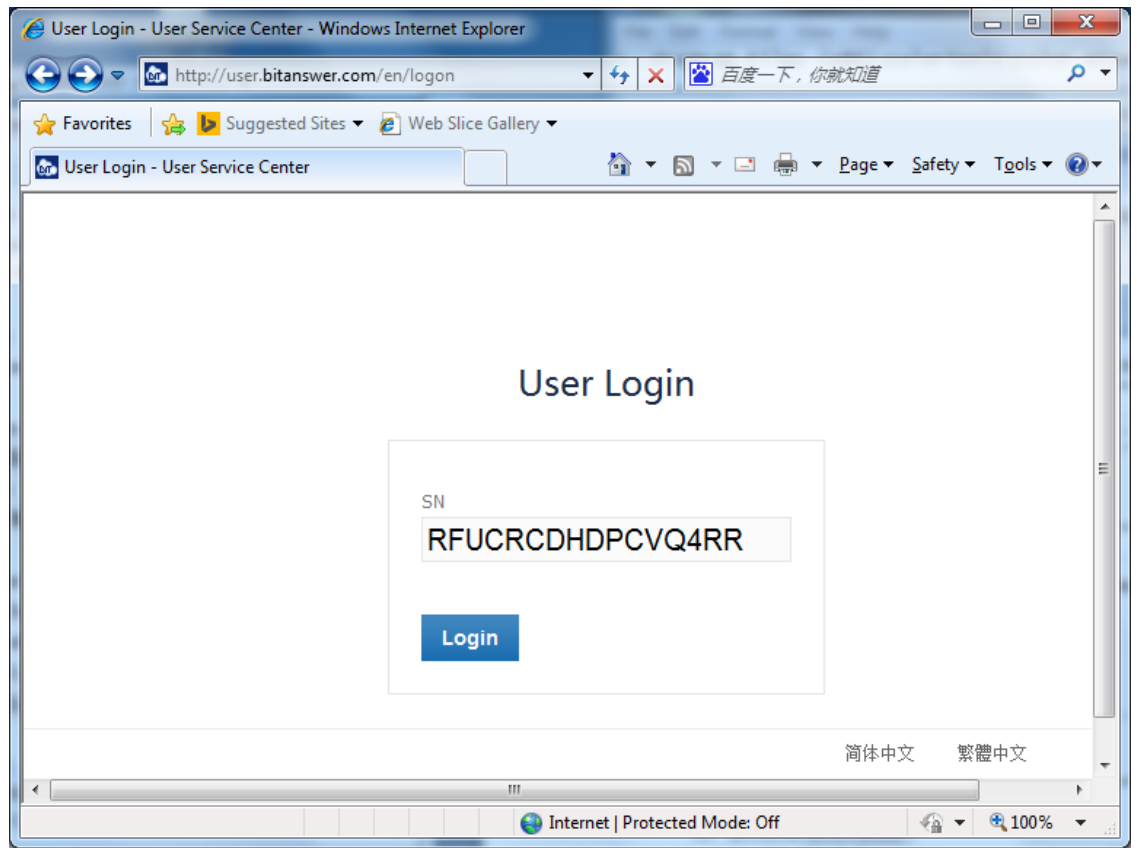 User Login - User Service Center - Windows Internet Explorer
http://user.bitanswer.com/en/logon
百度一下，你就知道
Favorites
Suggested Sites
Web Slice Gallery
User Login - User Service Center
Page
Safety
Tools
User Login
SN
RFUCRCDHDPCVQ4RR
Login
简体中文
繁體中文
Internet | Protected Mode: Off
100%